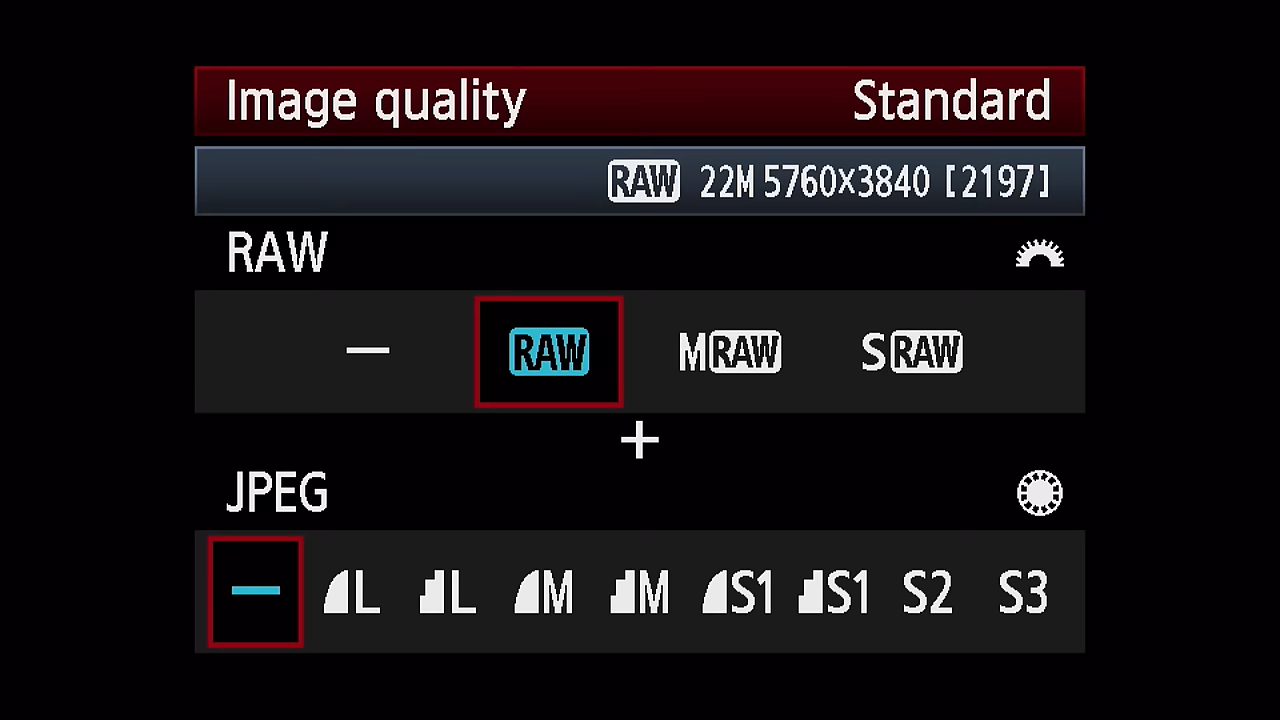 Image quality Standard
RAW 22M 5760x3840 [2197]
RAW
— RAW MRAW SRAW
+
JPEG
— L L M M S1 S1 S2 S3